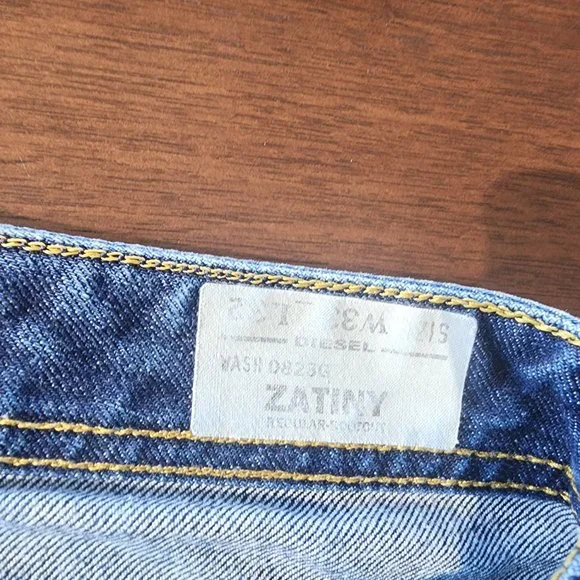 DIESEL
WASH 0823G
ZATINY
REGULAR-BOOTCUT